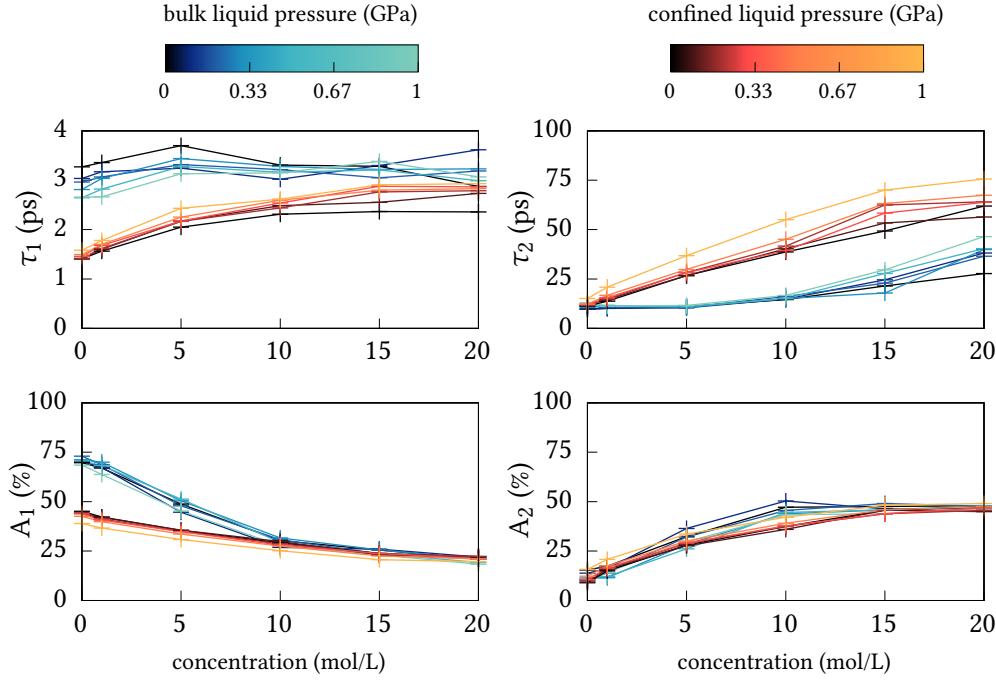 bulk liquid pressure (GPa) confined liquid pressure (GPa)
0 0.33 0.67 1 0 0.33 0.67 1
τ1 (ps)
4
3
2
1
0
0 5 10 15 20
τ2 (ps)
100
75
50
25
0
0 5 10 15 20
A1 (%)
100
75
50
25
0
0 5 10 15 20
concentration (mol/L)
A2 (%)
100
75
50
25
0
0 5 10 15 20
concentration (mol/L)